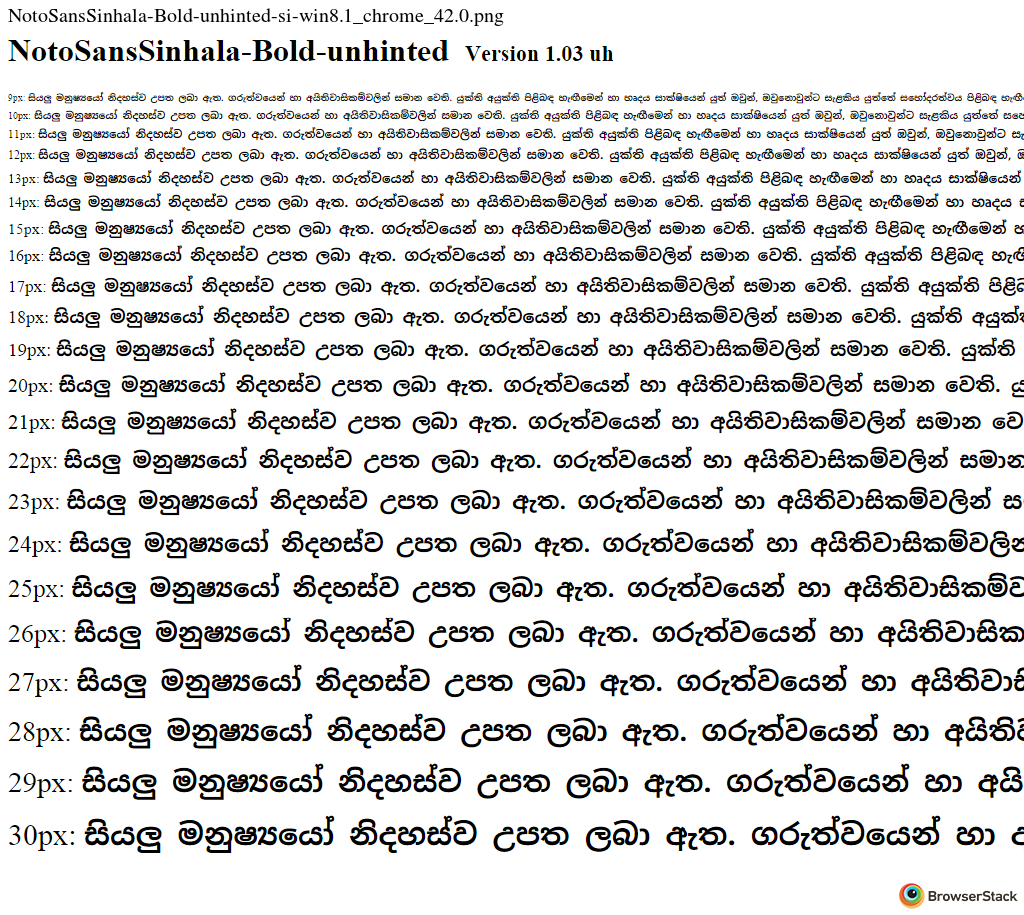 NotoSansSinhala-Bold-unhinted-si-win8.1_chrome_42.0.png
NotoSansSinhala-Bold-unhinted Version 1.03 uh
9px: සියලු මනුෂ්‍යයෝ නිදහස්ව උපත ලබා ඇත. ගරුත්වයෙන් හා අයිතිවාසිකම්වලින් සමාන වෙති. යුක්ති අයුක්ති පිළිබඳ හැඟීමෙන් හා හෘදය සාක්ෂියෙන් යුත් ඔවුන්, ඔවුනොවුන්ට සැළකිය යුත්තේ සහෝදරත්වය පිළිබඳ
10px: සියලු මනුෂ්‍යයෝ නිදහස්ව උපත ලබා ඇත. ගරුත්වයෙන් හා අයිතිවාසිකම්වලින් සමාන වෙති. යුක්ති අයුක්ති පිළිබඳ හැඟීමෙන් හා හෘදය සාක්ෂියෙන් යුත් ඔවුන්, ඔවුනොවුන්ට සැළකිය යුත්තේ
11px: සියලු මනුෂ්‍යයෝ නිදහස්ව උපත ලබා ඇත. ගරුත්වයෙන් හා අයිතිවාසිකම්වලින් සමාන වෙති. යුක්ති අයුක්ති පිළිබඳ හැඟීමෙන් හා හෘදය සාක්ෂියෙන් යුත් ඔවුන්, ඔවුනොවුන්ට
12px: සියලු මනුෂ්‍යයෝ නිදහස්ව උපත ලබා ඇත. ගරුත්වයෙන් හා අයිතිවාසිකම්වලින් සමාන වෙති. යුක්ති අයුක්ති පිළිබඳ හැඟීමෙන් හා හෘදය සාක්ෂියෙන් යුත් ඔවුන්,
13px: සියලු මනුෂ්‍යයෝ නිදහස්ව උපත ලබා ඇත. ගරුත්වයෙන් හා අයිතිවාසිකම්වලින් සමාන වෙති. යුක්ති අයුක්ති පිළිබඳ හැඟීමෙන් හා හෘදය සාක්ෂියෙන්
14px: සියලු මනුෂ්‍යයෝ නිදහස්ව උපත ලබා ඇත. ගරුත්වයෙන් හා අයිතිවාසිකම්වලින් සමාන වෙති. යුක්ති අයුක්ති පිළිබඳ හැඟීමෙන් හා හෘදය
15px: සියලු මනුෂ්‍යයෝ නිදහස්ව උපත ලබා ඇත. ගරුත්වයෙන් හා අයිතිවාසිකම්වලින් සමාන වෙති. යුක්ති අයුක්ති පිළිබඳ හැඟීමෙන්
16px: සියලු මනුෂ්‍යයෝ නිදහස්ව උපත ලබා ඇත. ගරුත්වයෙන් හා අයිතිවාසිකම්වලින් සමාන වෙති. යුක්ති අයුක්ති පිළිබඳ
17px: සියලු මනුෂ්‍යයෝ නිදහස්ව උපත ලබා ඇත. ගරුත්වයෙන් හා අයිතිවාසිකම්වලින් සමාන වෙති. යුක්ති අයුක්ති
18px: සියලු මනුෂ්‍යයෝ නිදහස්ව උපත ලබා ඇත. ගරුත්වයෙන් හා අයිතිවාසිකම්වලින් සමාන වෙති. යුක්ති
19px: සියලු මනුෂ්‍යයෝ නිදහස්ව උපත ලබා ඇත. ගරුත්වයෙන් හා අයිතිවාසිකම්වලින් සමාන වෙති. යුක්ති
20px: සියලු මනුෂ්‍යයෝ නිදහස්ව උපත ලබා ඇත. ගරුත්වයෙන් හා අයිතිවාසිකම්වලින් සමාන වෙති.
21px: සියලු මනුෂ්‍යයෝ නිදහස්ව උපත ලබා ඇත. ගරුත්වයෙන් හා අයිතිවාසිකම්වලින් සමාන
22px: සියලු මනුෂ්‍යයෝ නිදහස්ව උපත ලබා ඇත. ගරුත්වයෙන් හා අයිතිවාසිකම්වලින් සමාන
23px: සියලු මනුෂ්‍යයෝ නිදහස්ව උපත ලබා ඇත. ගරුත්වයෙන් හා අයිතිවාසිකම්වලින්
24px: සියලු මනුෂ්‍යයෝ නිදහස්ව උපත ලබා ඇත. ගරුත්වයෙන් හා අයිතිවාසිකම්වලින්
25px: සියලු මනුෂ්‍යයෝ නිදහස්ව උපත ලබා ඇත. ගරුත්වයෙන් හා අයිතිවාසිකම්ව
26px: සියලු මනුෂ්‍යයෝ නිදහස්ව උපත ලබා ඇත. ගරුත්වයෙන් හා අයිතිවාසික
27px: සියලු මනුෂ්‍යයෝ නිදහස්ව උපත ලබා ඇත. ගරුත්වයෙන් හා
28px: සියලු මනුෂ්‍යයෝ නිදහස්ව උපත ලබා ඇත. ගරුත්වයෙන් හා
29px: සියලු මනුෂ්‍යයෝ නිදහස්ව උපත ලබා ඇත. ගරුත්වයෙන් හා අයි
30px: සියලු මනුෂ්‍යයෝ නිදහස්ව උපත ලබා ඇත. ගරුත්වයෙන් හා
BrowserStack